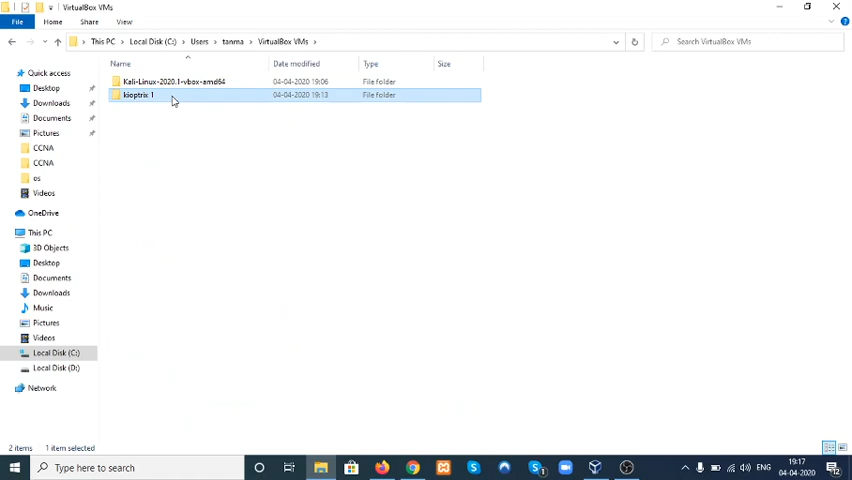 VirtualBox VMs
File Home Share View
This PC Local Disk (C:) Users tanma VirtualBox VMs
Search VirtualBox VMs
Name Date modified Type Size
Kali-Linux-2020.1-vbox-amd64 04-04-2020 19:06 File folder
kioptrix 1 04-04-2020 19:13 File folder
Quick access
Desktop
Downloads
Documents
Pictures
CCNA
CCNA
os
Videos
OneDrive
This PC
3D Objects
Desktop
Documents
Downloads
Music
Pictures
Videos
Local Disk (C:)
Local Disk (D:)
Network
2 items 1 item selected
Type here to search
ENG
19:17
04-04-2020
12